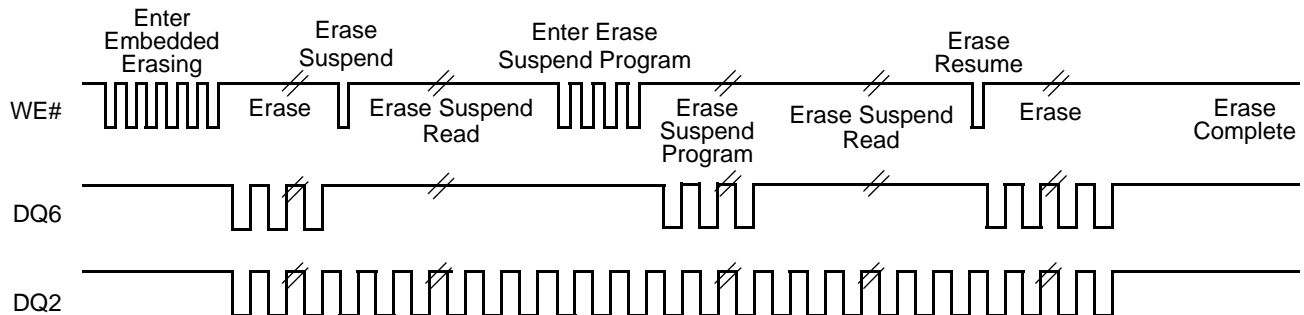 Enter
Embedded
Erasing
Erase
Suspend
Enter Erase
Suspend Program
Erase
Resume
WE#
Erase
Erase Suspend
Read
Erase
Suspend
Program
Erase Suspend
Read
Erase
Erase
Complete
DQ6
DQ2